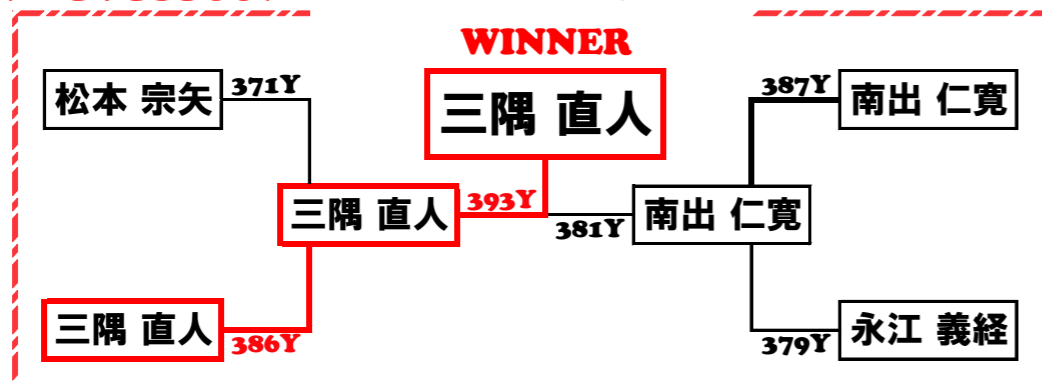 WINNER
松本 宗矢
371Y
三隅 直人
387Y
南出 仁寛
三隅 直人
393Y
381Y
南出 仁寛
三隅 直人
386Y
379Y
永江 義経